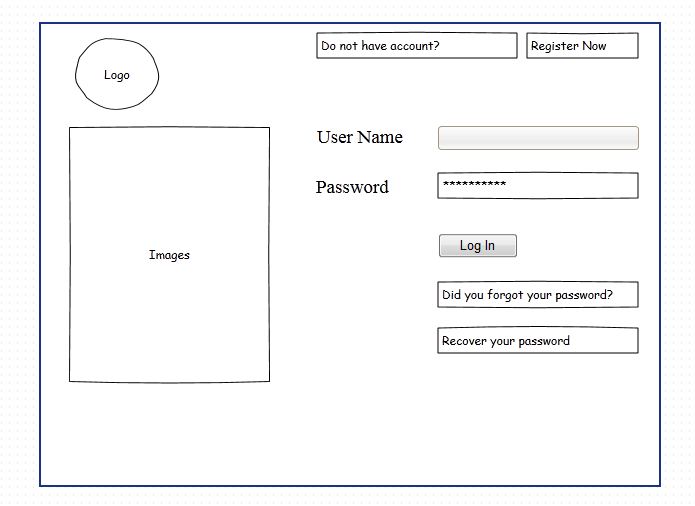 Logo
Do not have account?
Register Now
User Name
Password
**********
Images
Log In
Did you forgot your password?
Recover your password